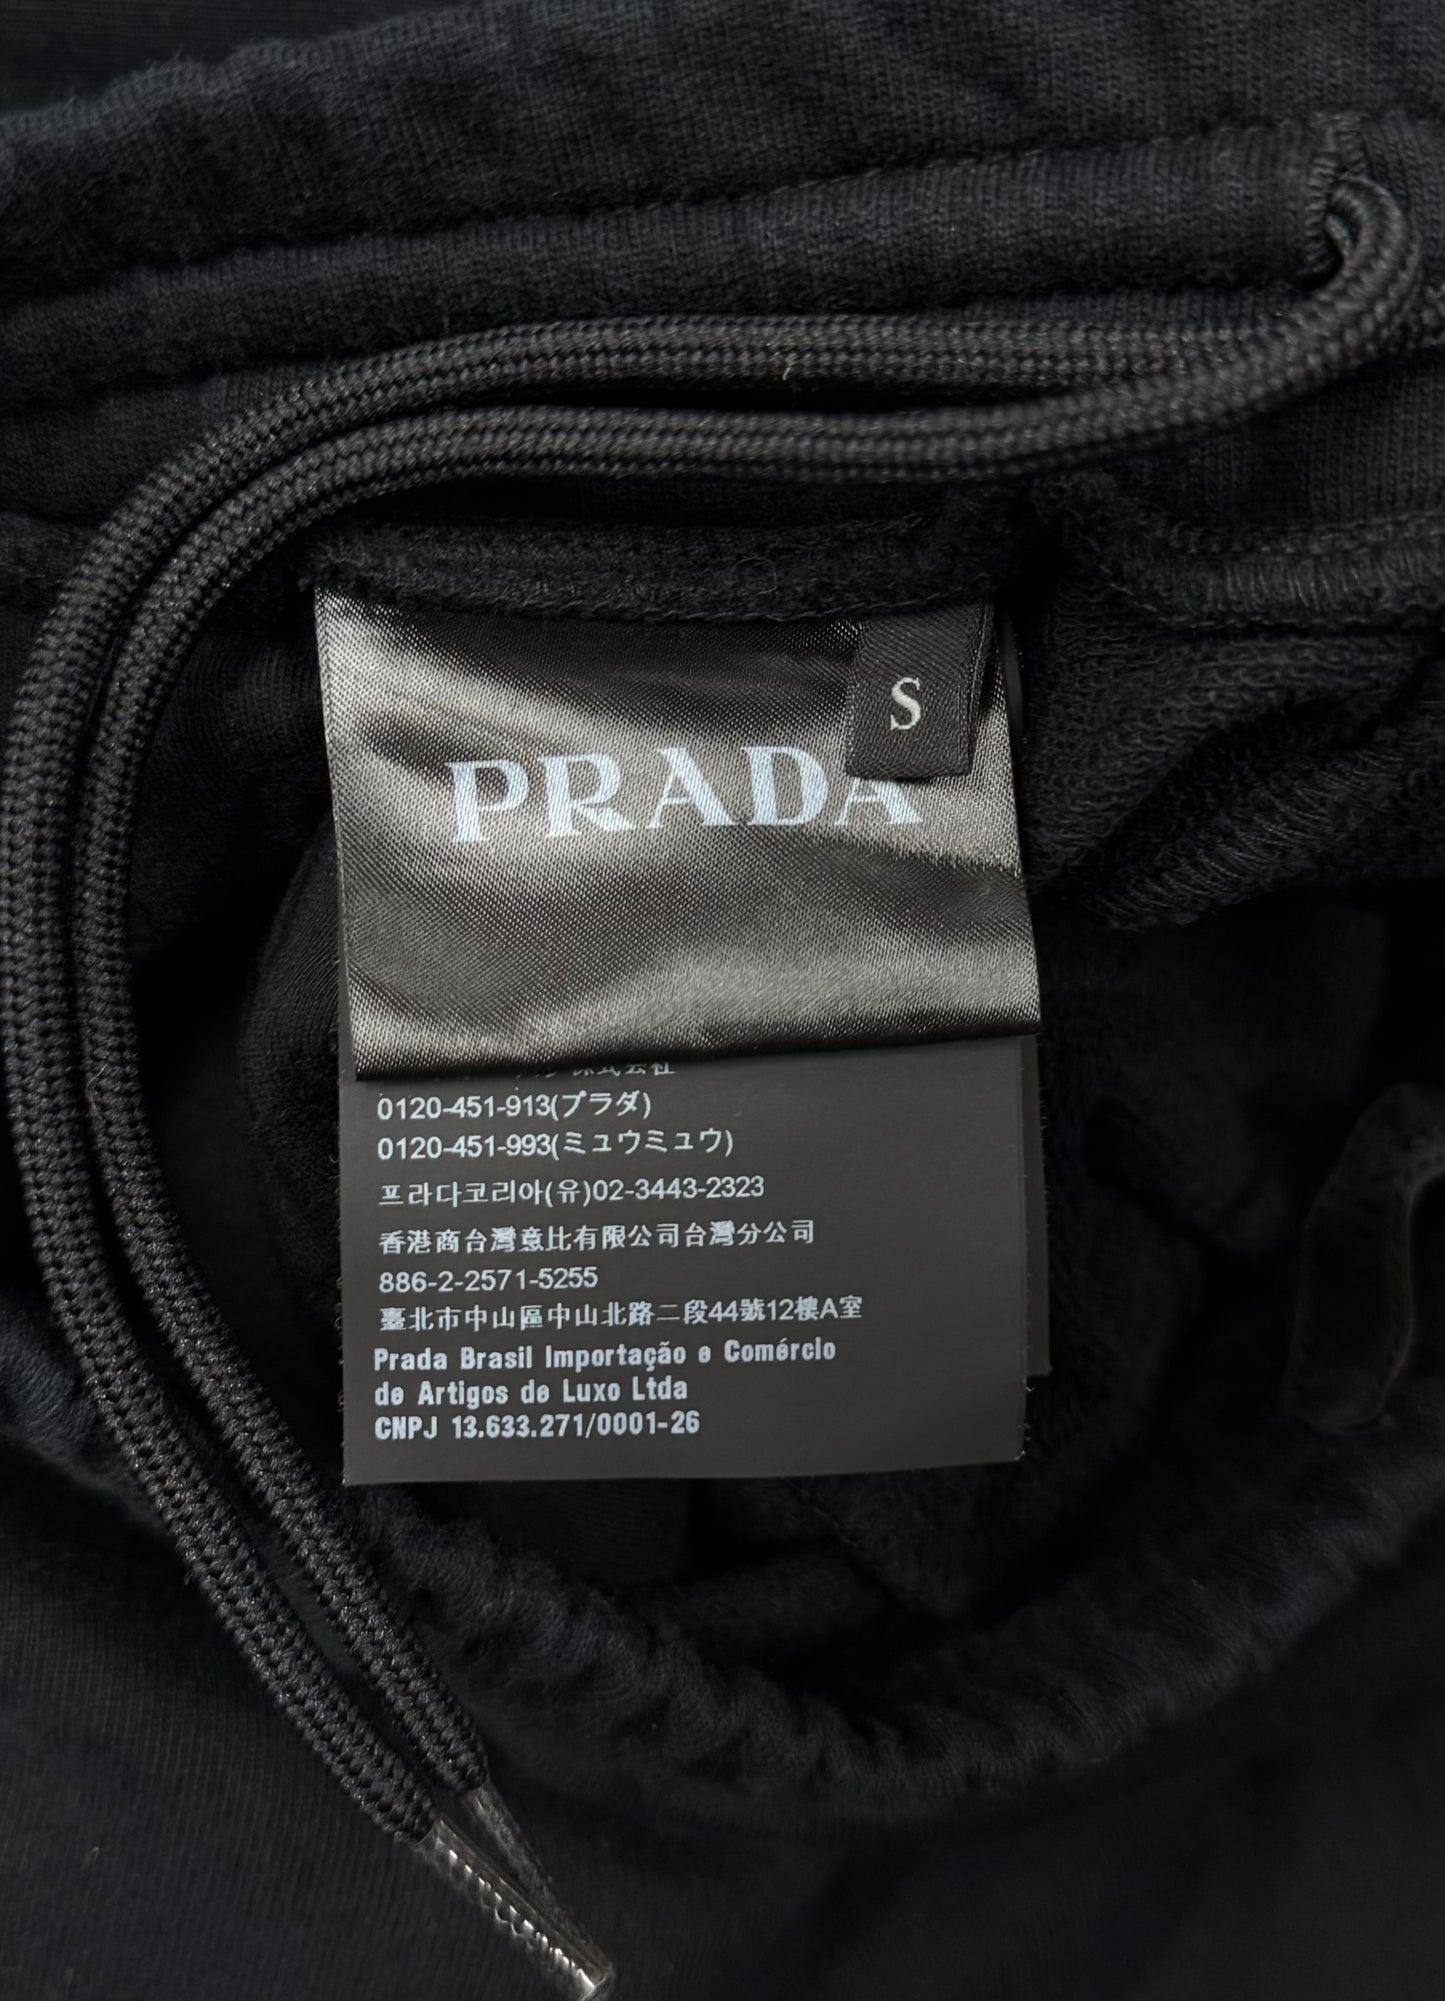 S
PRADA
株式会社
0120-451-913(プラダ)
0120-451-993(ミュウミュウ)
프라다코리아(유)02-3443-2323
香港商台灣意比有限公司台灣分公司
886-2-2571-5255
臺北市中山區中山北路二段44號12樓A室
Prada Brasil Importação e Comércio
de Artigos de Luxo Ltda
CNPJ 13.633.271/0001-26